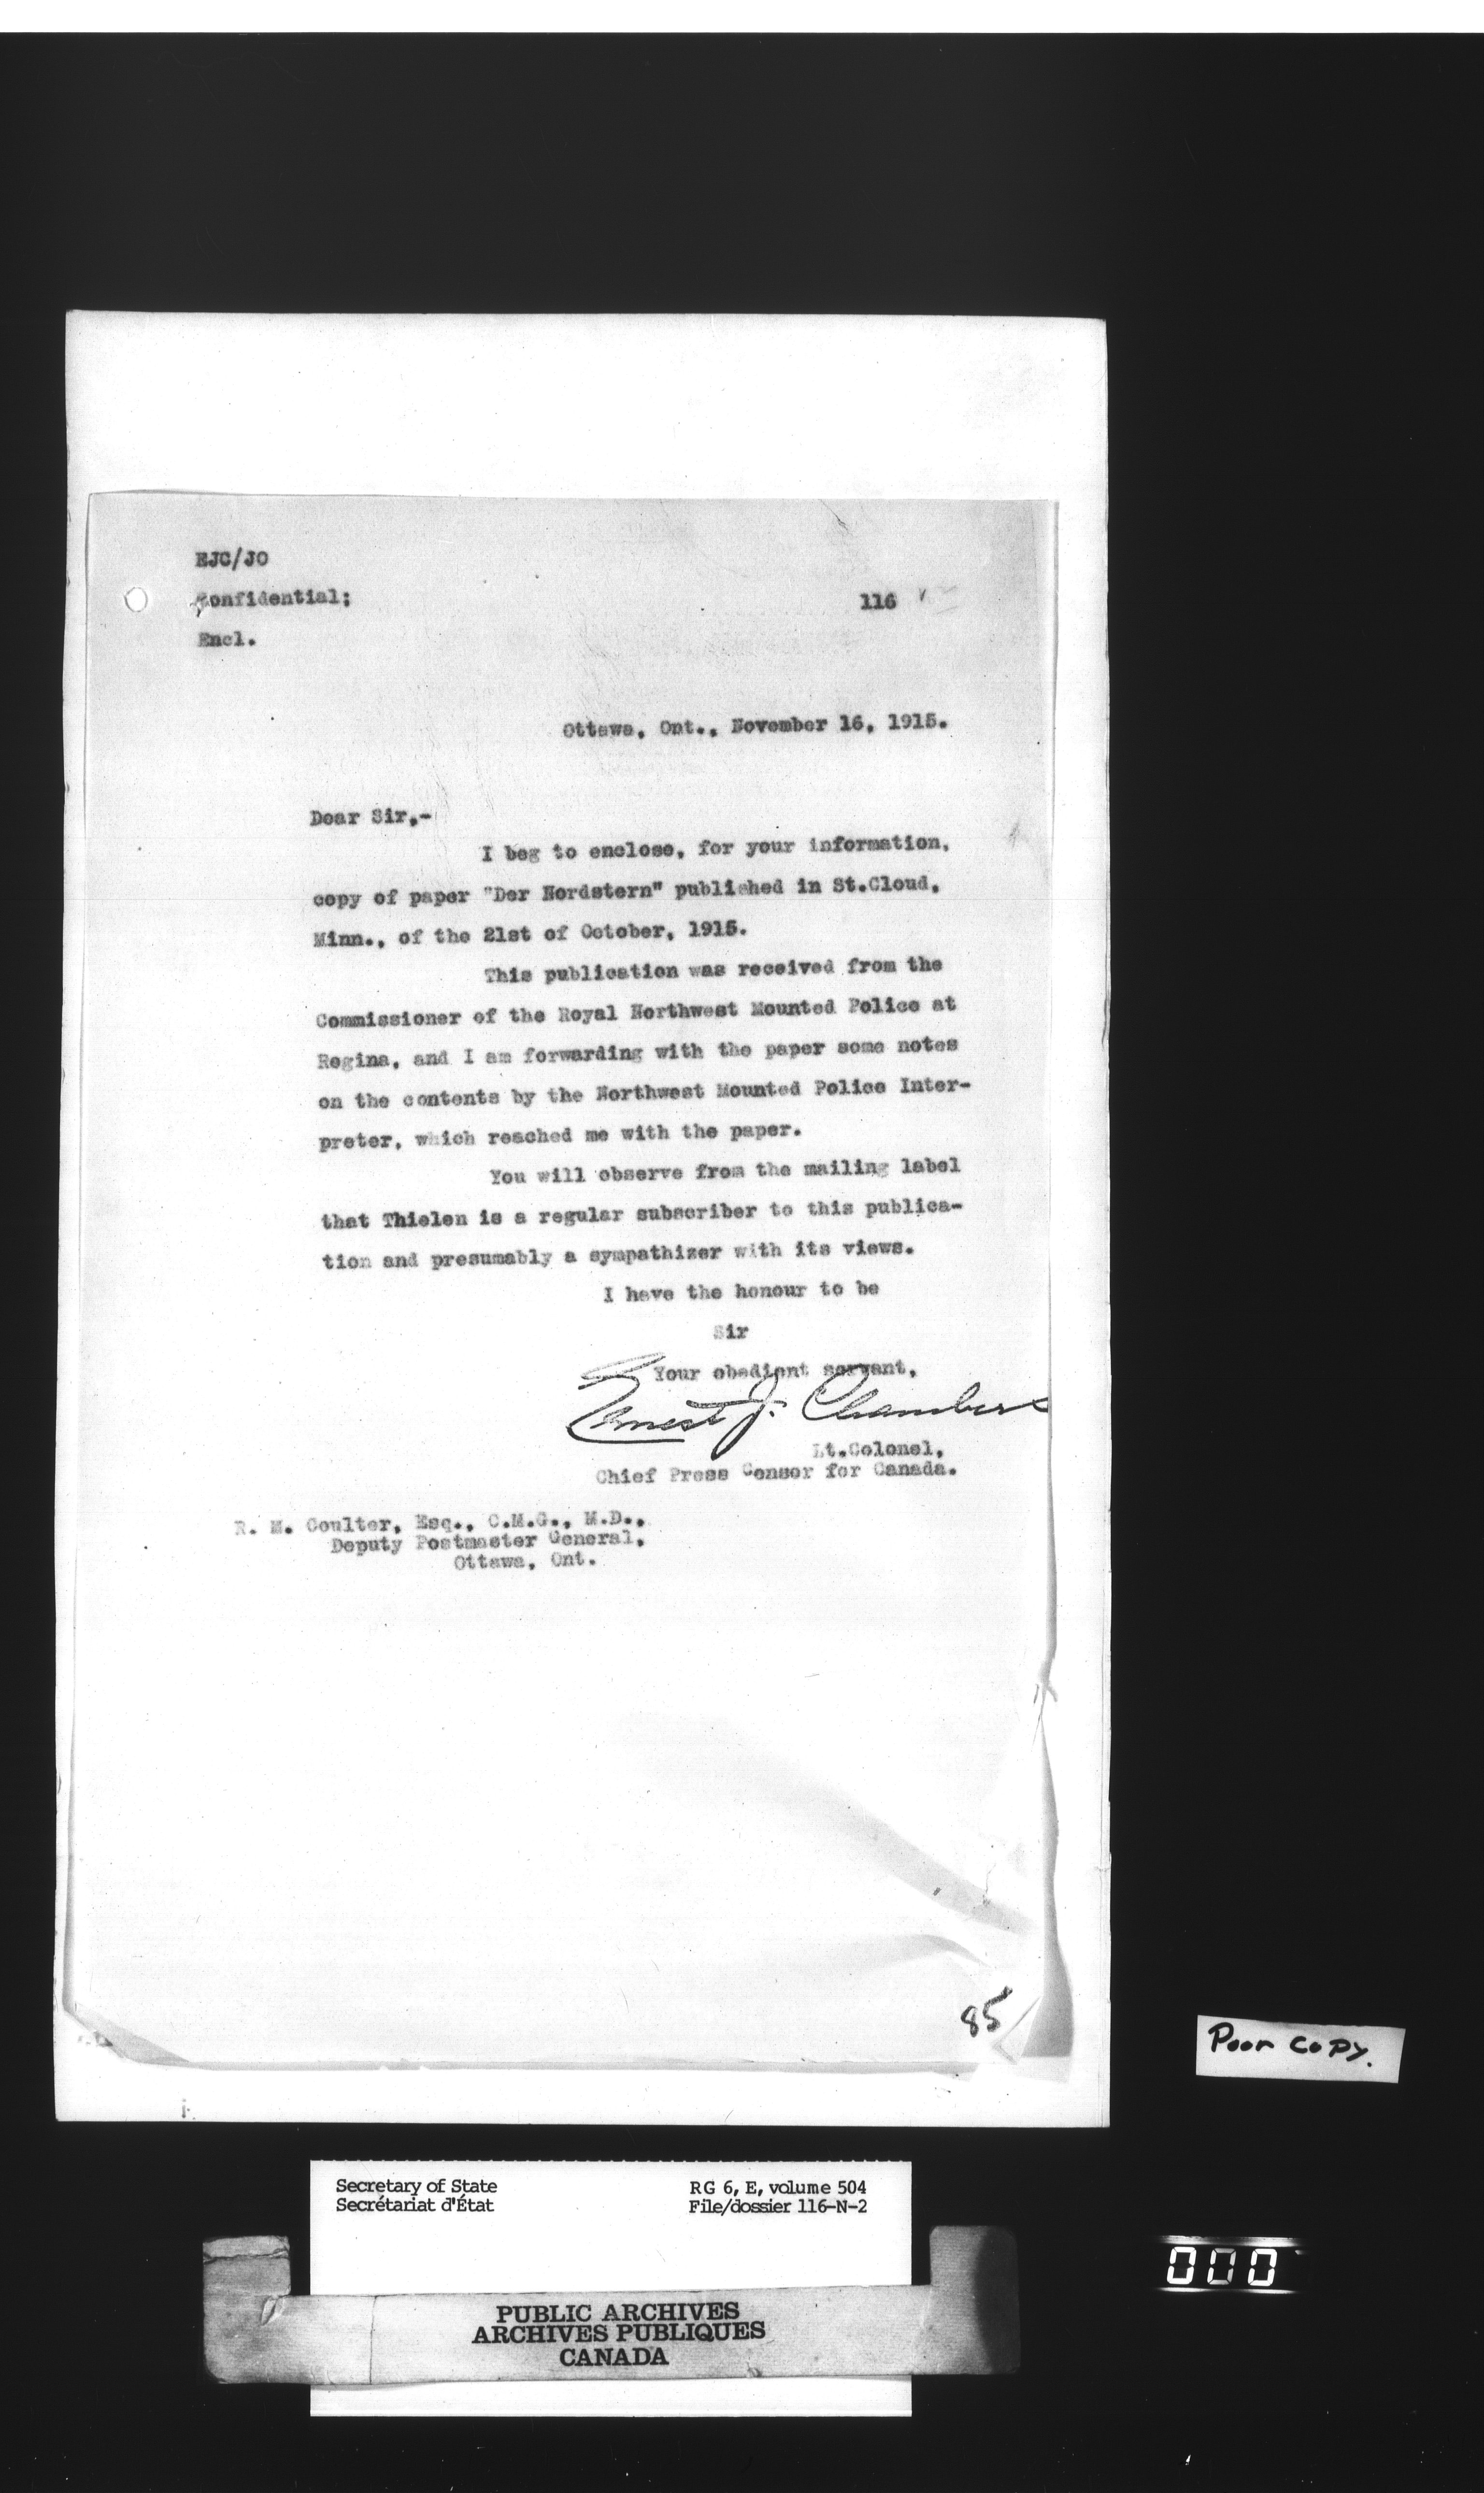 EJC/JO
Confidential;
116
Encl.
Ottawa, Ont., November 16, 1915.
Dear Sir,-
I beg to enclose, for your information,
copy of paper "Der Nordstern" published in St.Cloud,
Minn., of the 21st of October, 1915.
This publication was received from the
Commissioner of the Royal Northwest Mounted Police at
Regina, and I am forwarding with the paper some notes
on the contents by the Northwest Mounted Police Inter-
preter, which reached me with the paper.
You will observe from the mailing label
that Thielen is a regular subscriber to this publica-
tion and presumably a sympathizer with its views.
I have the honour to be
Sir
Your obedient servant,
Ernest J. Chambers
Lt.Colonel,
Chief Press Censor for Canada.
R. M. Coulter, Esq., C.M.G., M.D.,
Deputy Postmaster General,
Ottawa, Ont.
85
Poor Copy.
Secretary of State
Secrétariat d'État
RG 6, E, volume 504
File/dossier 116-N-2
PUBLIC ARCHIVES
ARCHIVES PUBLIQUES
CANADA
000